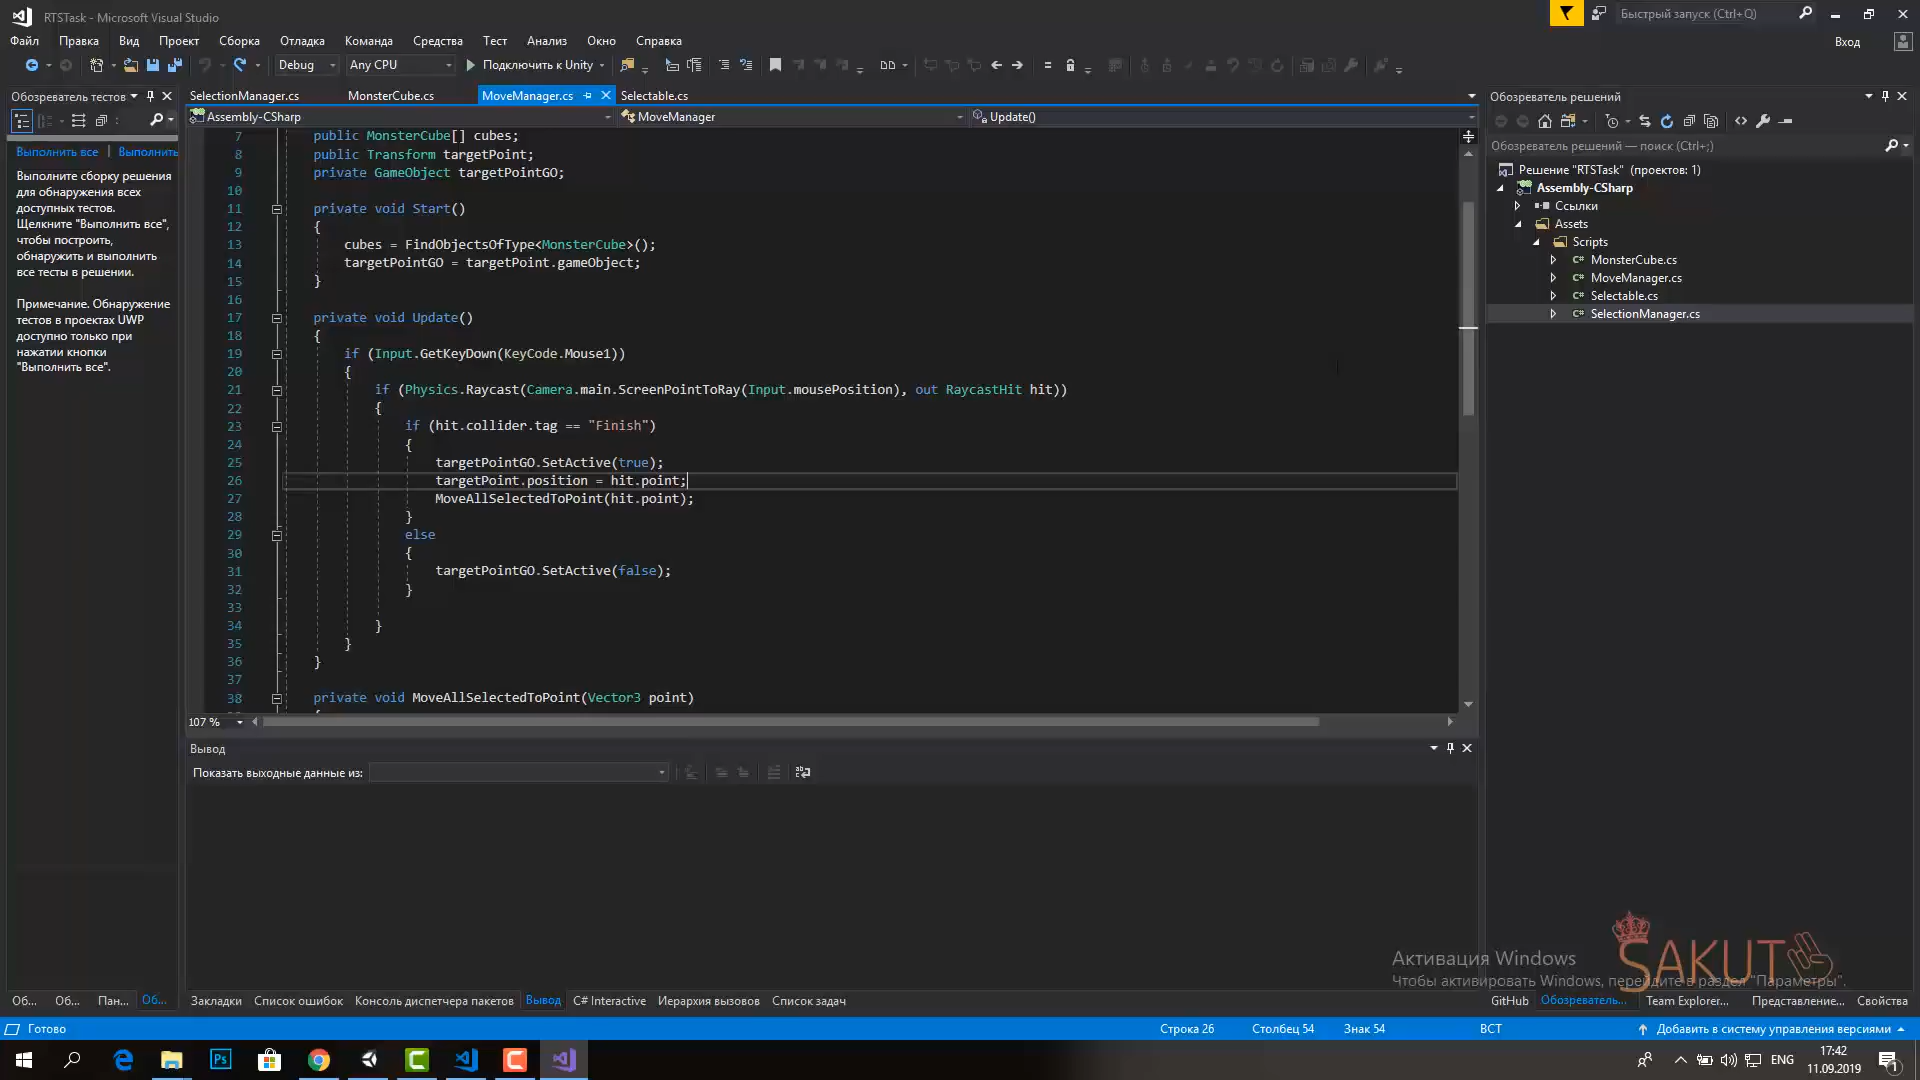 RTSTask - Microsoft Visual Studio
Быстрый запуск (Ctrl+Q)
Файл Правка Вид Проект Сборка Отладка Команда Средства Тест Анализ Окно Справка
Вход
Debug Any CPU Подключить к Unity
Обозреватель тестов
SelectionManager.cs MonsterCube.cs MoveManager.cs Selectable.cs
Обозреватель решений
Assembly-CSharp MoveManager Update()
Выполнить все | Выполнить
Выполните сборку решения
для обнаружения всех
доступных тестов.
Щелкните "Выполнить все",
чтобы построить,
обнаружить и выполнить
все тесты в решении.
Примечание. Обнаружение
тестов в проектах UWP
доступно только при
нажатии кнопки
"Выполнить все".
7 public MonsterCube[] cubes;
8 public Transform targetPoint;
9 private GameObject targetPointGO;
10
11 private void Start()
12 {
13 cubes = FindObjectsOfType<MonsterCube>();
14 targetPointGO = targetPoint.gameObject;
15 }
16
17 private void Update()
18 {
19 if (Input.GetKeyDown(KeyCode.Mouse1))
20 {
21 if (Physics.Raycast(Camera.main.ScreenPointToRay(Input.mousePosition), out RaycastHit hit))
22 {
23 if (hit.collider.tag == "Finish")
24 {
25 targetPointGO.SetActive(true);
26 targetPoint.position = hit.point;
27 MoveAllSelectedToPoint(hit.point);
28 }
29 else
30 {
31 targetPointGO.SetActive(false);
32 }
33
34 }
35 }
36 }
37
38 private void MoveAllSelectedToPoint(Vector3 point)
107 %
Обозреватель решений — поиск (Ctrl+;)
Решение "RTSTask" (проектов: 1)
Assembly-CSharp
Ссылки
Assets
Scripts
C# MonsterCube.cs
C# MoveManager.cs
C# Selectable.cs
C# SelectionManager.cs
Вывод
Показать выходные данные из:
SAKUT
Активация Windows
Чтобы активировать Windows, перейдите в раздел "Параметры".
Об... Об... Пан... Об...
Закладки Список ошибок Консоль диспетчера пакетов Вывод C# Interactive Иерархия вызовов Список задач
GitHub Обозреватель... Team Explorer... Представление... Свойства
Готово
Строка 26 Столбец 54 Знак 54 ВСТ
Добавить в систему управления версиями
Ps
ENG
17:42
11.09.2019
1